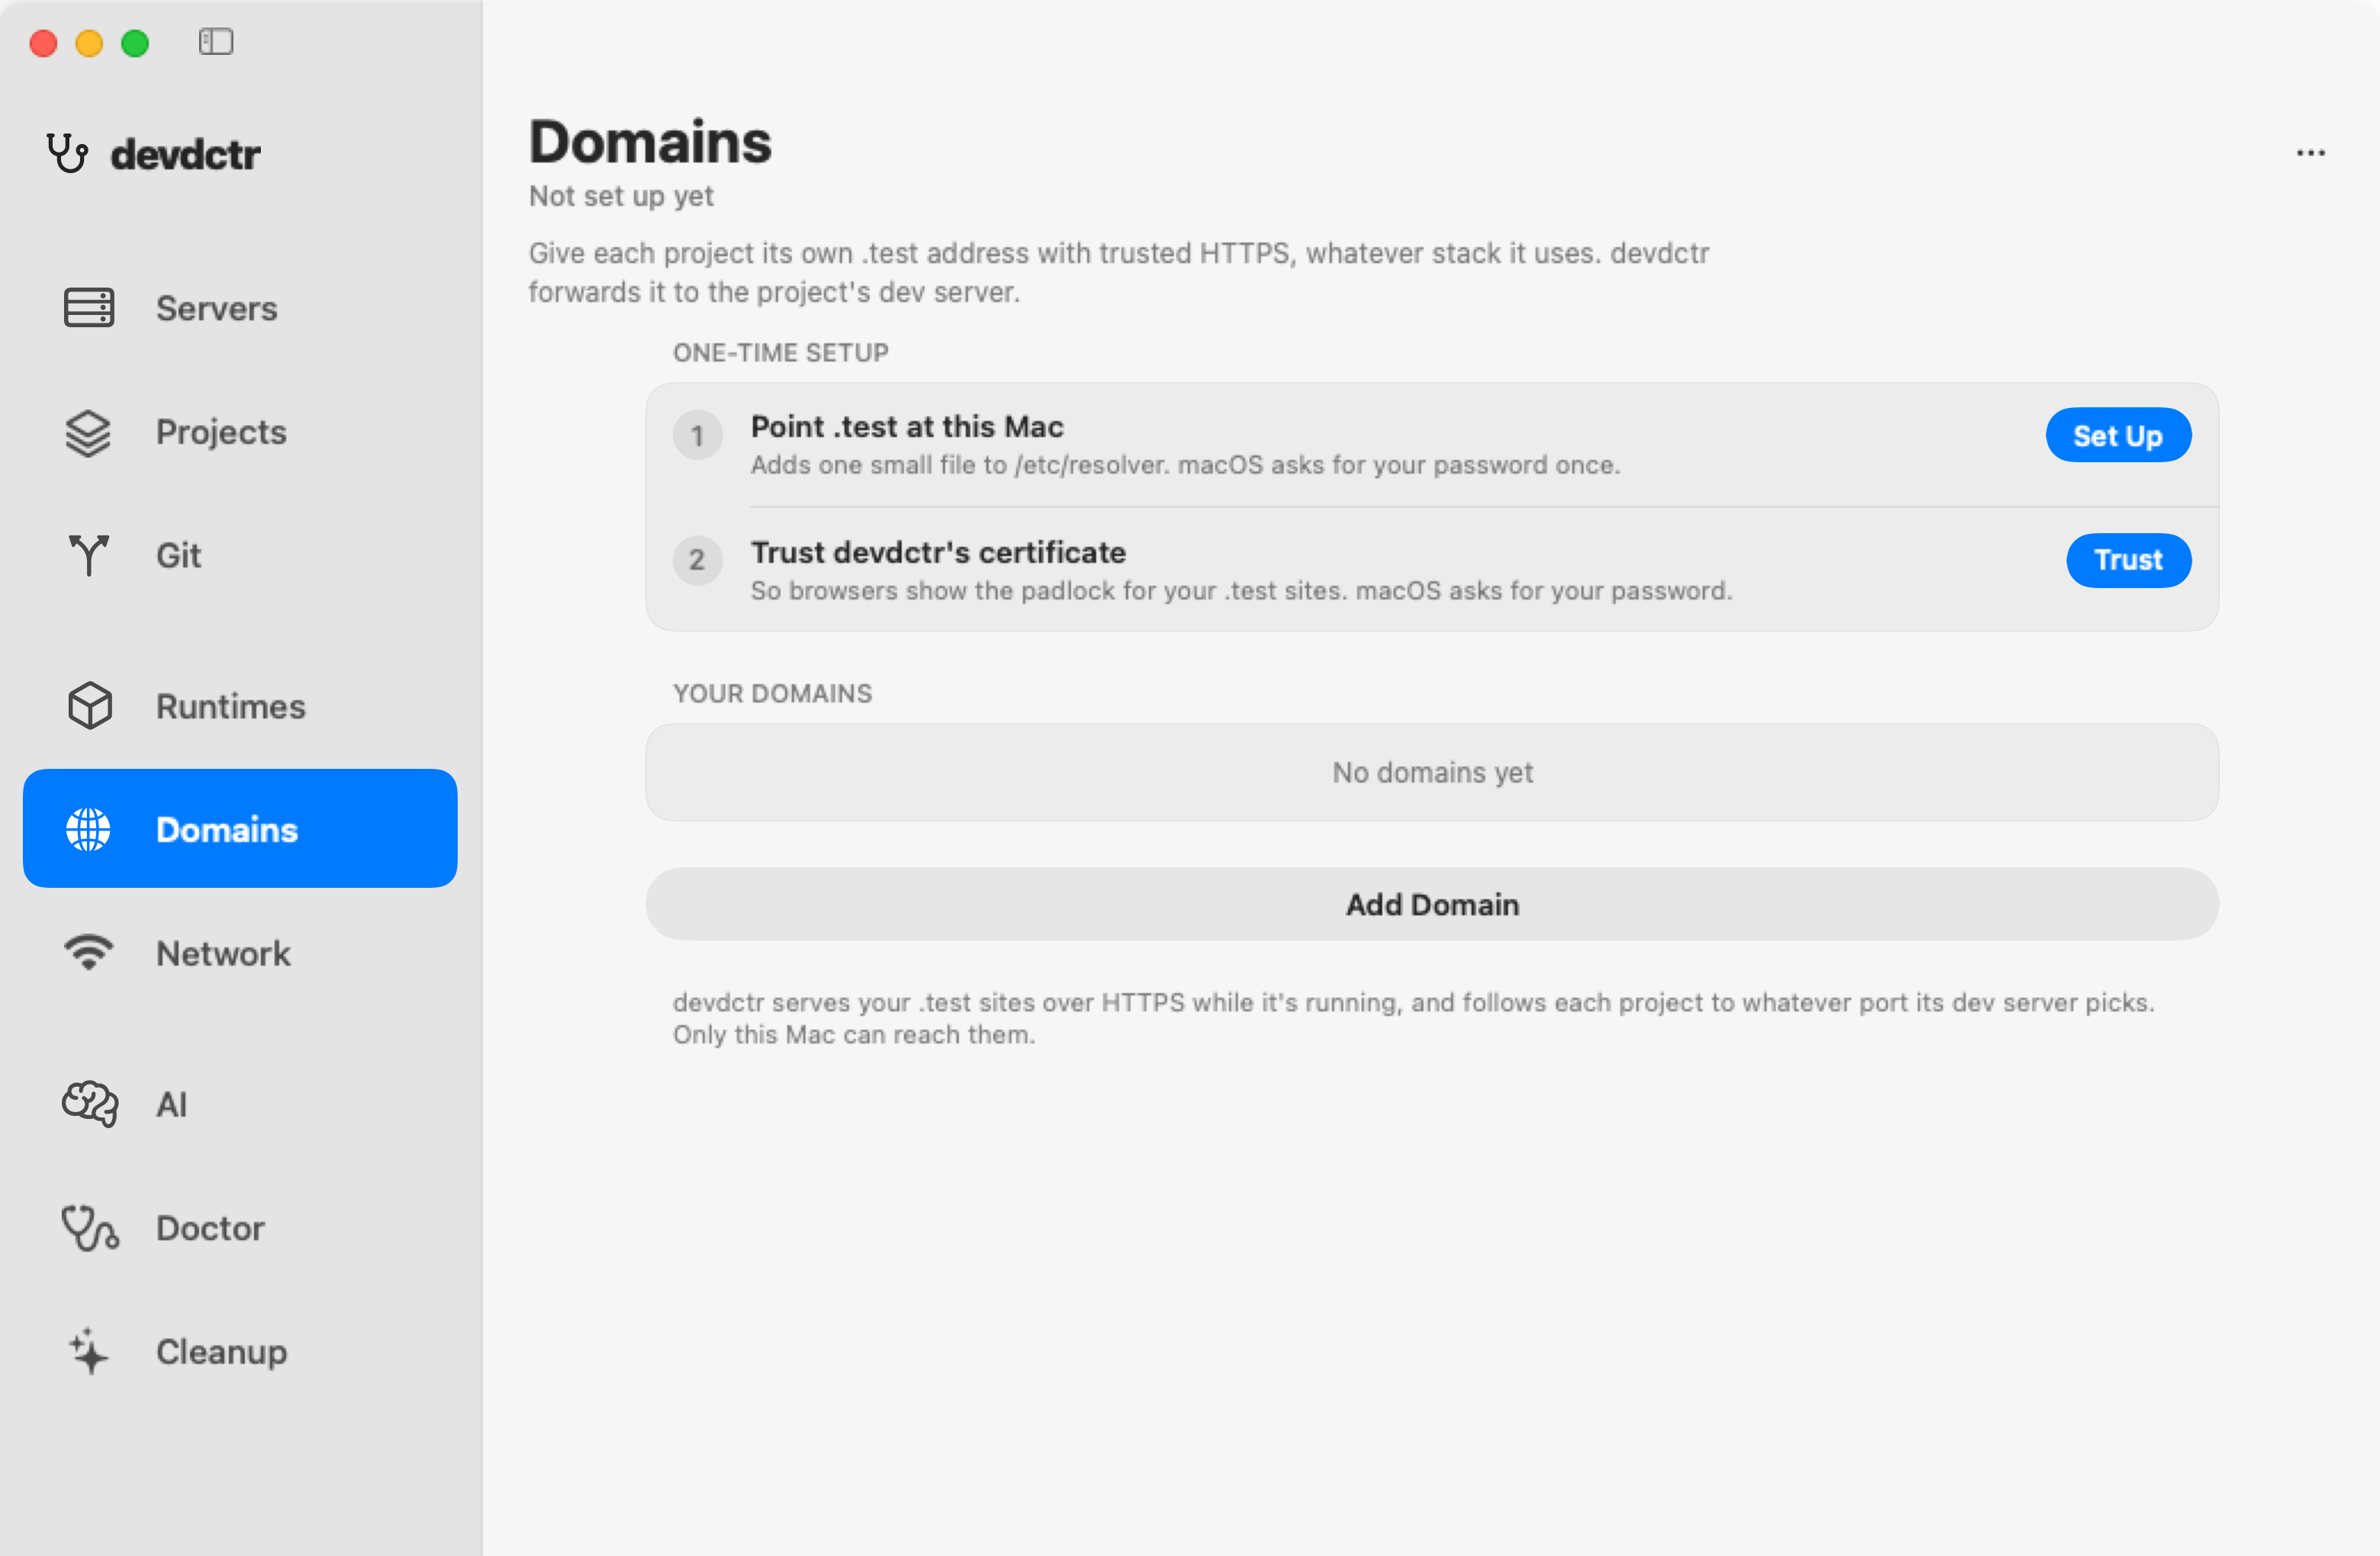 devdctr
Servers
Projects
Git
Runtimes
Domains
Network
AI
Doctor
Cleanup
Domains
...
Not set up yet
Give each project its own .test address with trusted HTTPS, whatever stack it uses. devdctr
forwards it to the project's dev server.
ONE-TIME SETUP
1
Point .test at this Mac
Adds one small file to /etc/resolver. macOS asks for your password once.
Set Up
2
Trust devdctr's certificate
So browsers show the padlock for your .test sites. macOS asks for your password.
Trust
YOUR DOMAINS
No domains yet
Add Domain
devdctr serves your .test sites over HTTPS while it's running, and follows each project to whatever port its dev server picks.
Only this Mac can reach them.